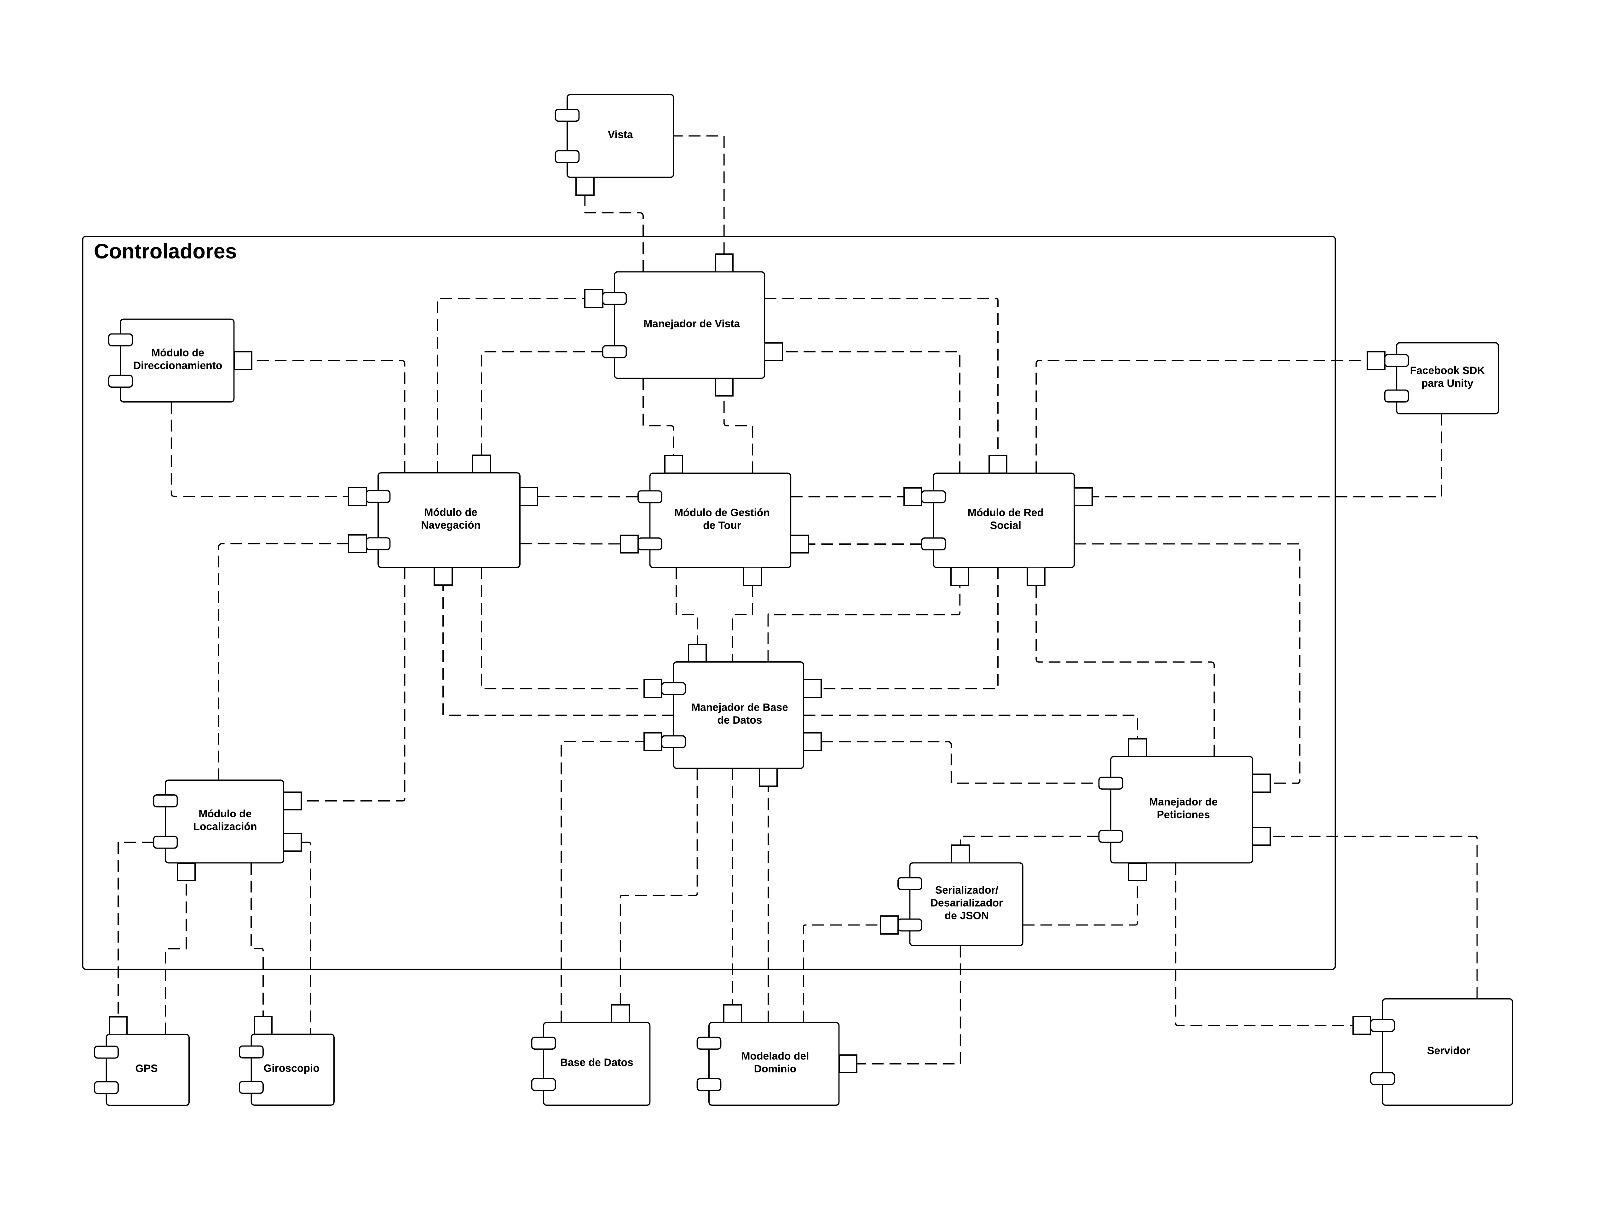 Vista
Controladores
Manejador de Vista
Módulo de
Direccionamiento
Facebook SDK
para Unity
Módulo de
Navegación
Módulo de Gestión
de Tour
Módulo de Red
Social
Manejador de Base
de Datos
Manejador de
Peticiones
Módulo de
Localización
Serializador/
Desarializador
de JSON
GPS
Giroscopio
Base de Datos
Modelado del
Dominio
Servidor